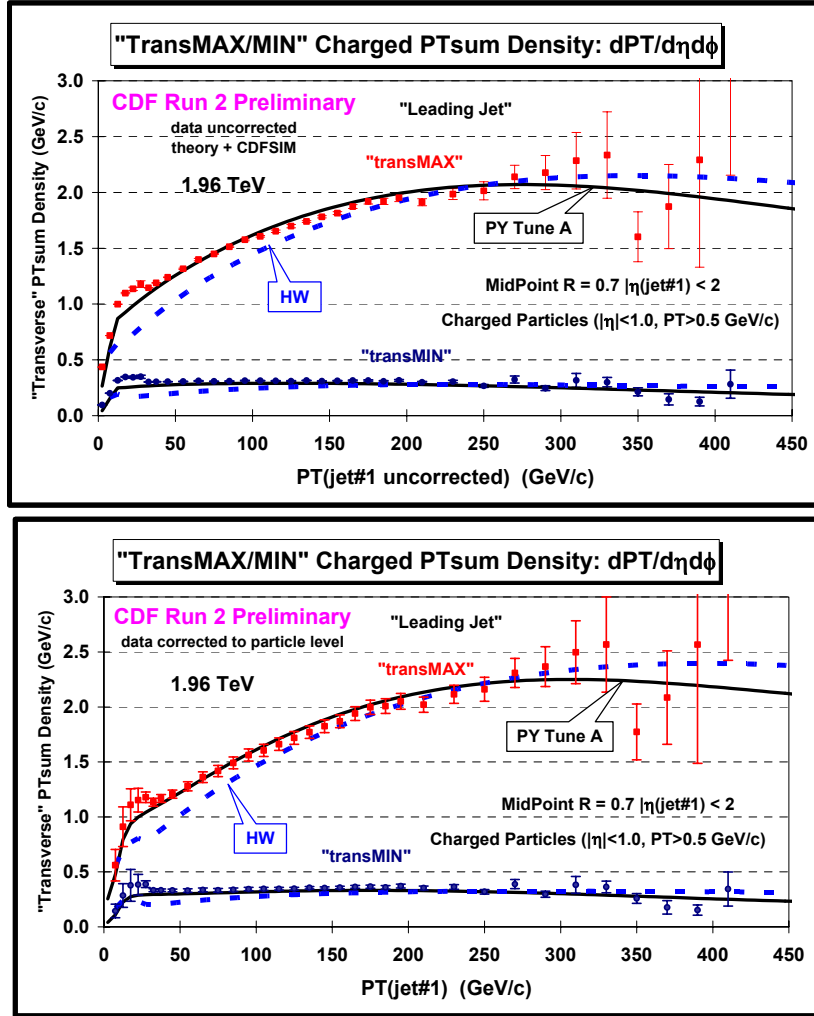 "TransMAX/MIN" Charged PTsum Density: dPT/dηdϕ
"Transverse" PTsum Density (GeV/c)
3.0
2.5
2.0
1.5
1.0
0.5
0.0
CDF Run 2 Preliminary
data uncorrected
theory + CDFSIM
1.96 TeV
"Leading Jet"
"transMAX"
PY Tune A
HW
MidPoint R = 0.7 |η(jet#1) < 2
Charged Particles (|η|<1.0, PT>0.5 GeV/c)
"transMIN"
0 50 100 150 200 250 300 350 400 450
PT(jet#1 uncorrected) (GeV/c)
"TransMAX/MIN" Charged PTsum Density: dPT/dηdϕ
"Transverse" PTsum Density (GeV/c)
3.0
2.5
2.0
1.5
1.0
0.5
0.0
CDF Run 2 Preliminary
data corrected to particle level
1.96 TeV
"Leading Jet"
"transMAX"
PY Tune A
HW
MidPoint R = 0.7 |η(jet#1) < 2
Charged Particles (|η|<1.0, PT>0.5 GeV/c)
"transMIN"
0 50 100 150 200 250 300 350 400 450
PT(jet#1) (GeV/c)